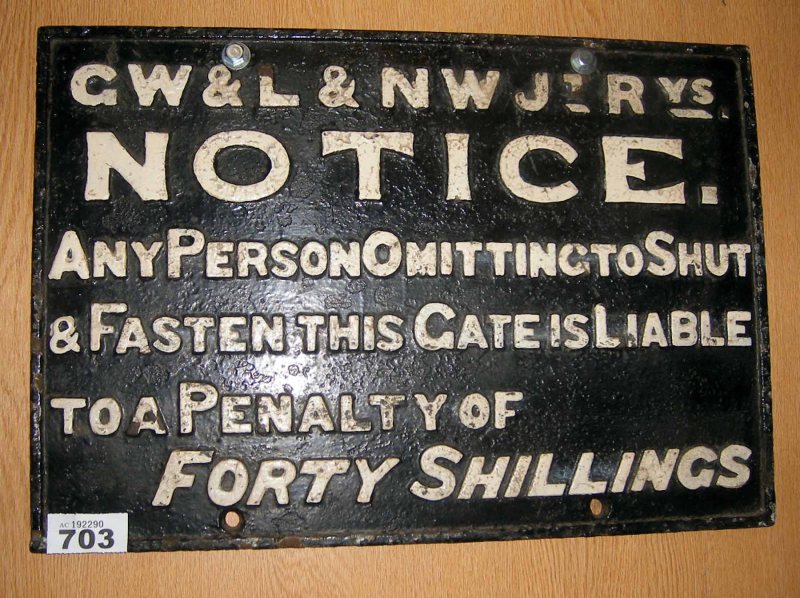 GW & L & NW JT RYS.
NOTICE.
ANY PERSON OMITTING TO SHUT
& FASTEN THIS GATE IS LIABLE
TO A PENALTY OF
FORTY SHILLINGS
AC 192290
703